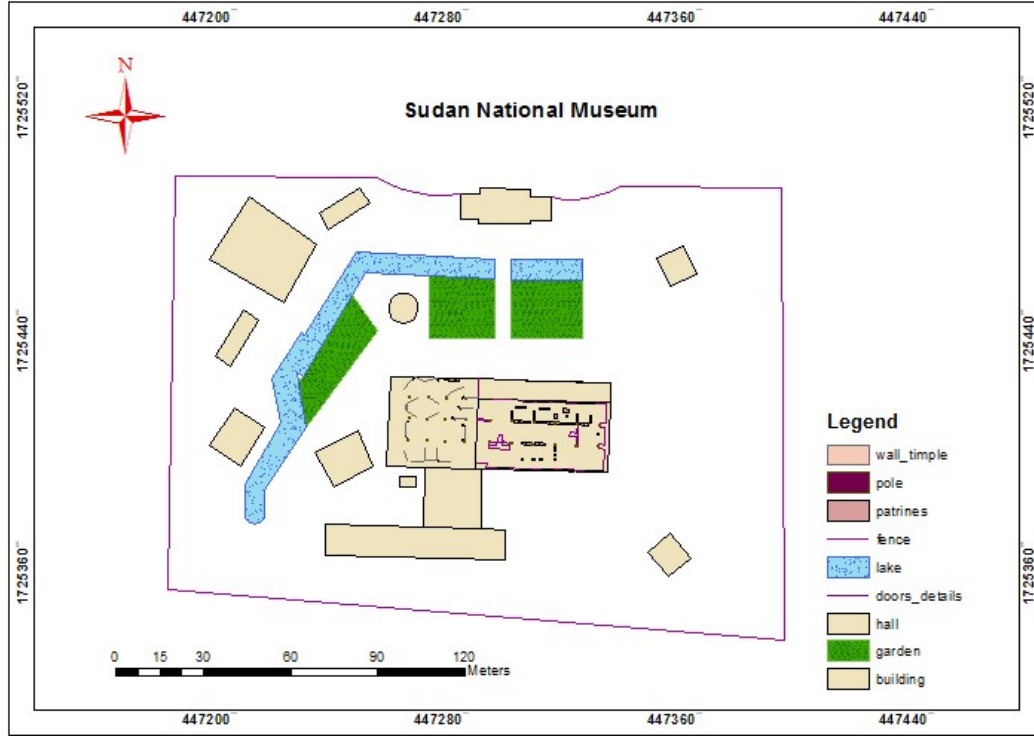 447200 447280 447360 447440
N
Sudan National Museum
1725520 1725520
1725440 1725440
1725360 1725360
Legend
wall_timple
pole
patrines
fence
lake
doors_details
hall
garden
building
0 15 30 60 90 120
Meters
447200 447280 447360 447440